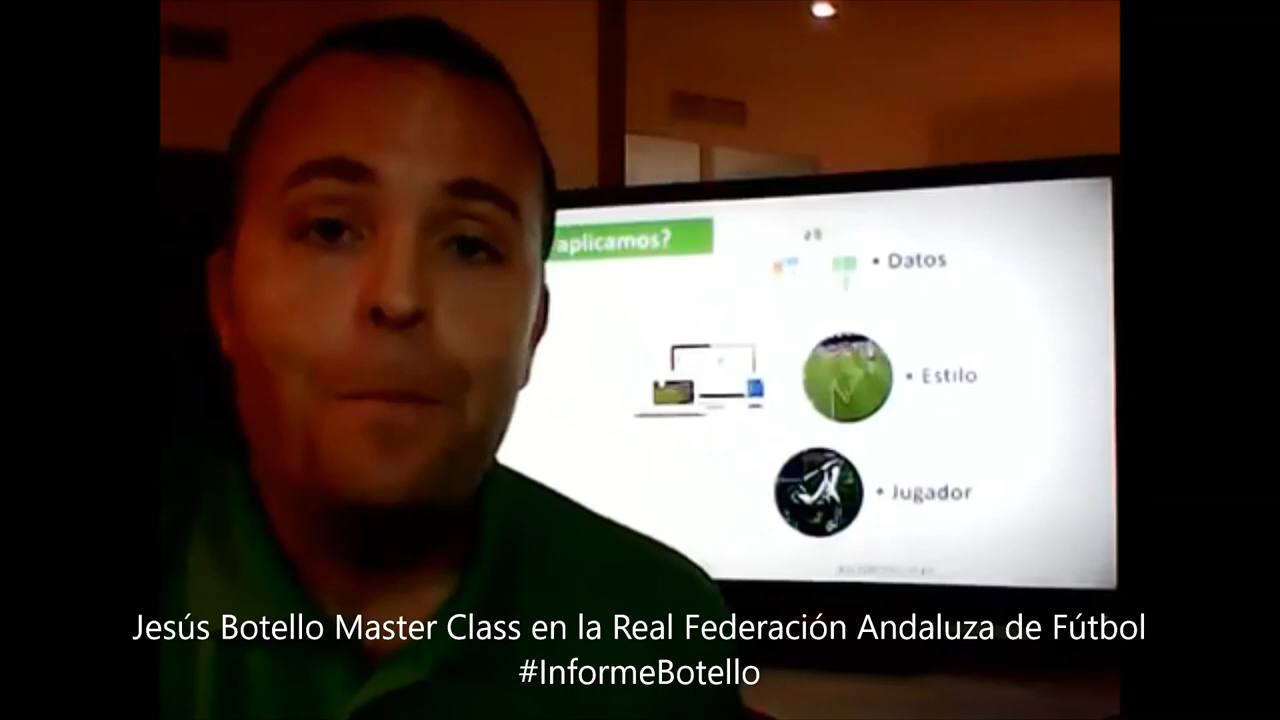 aplicamos?
• Datos
• Estilo
• Jugador
Jesús Botello Master Class en la Real Federación Andaluza de Fútbol
#InformeBotello